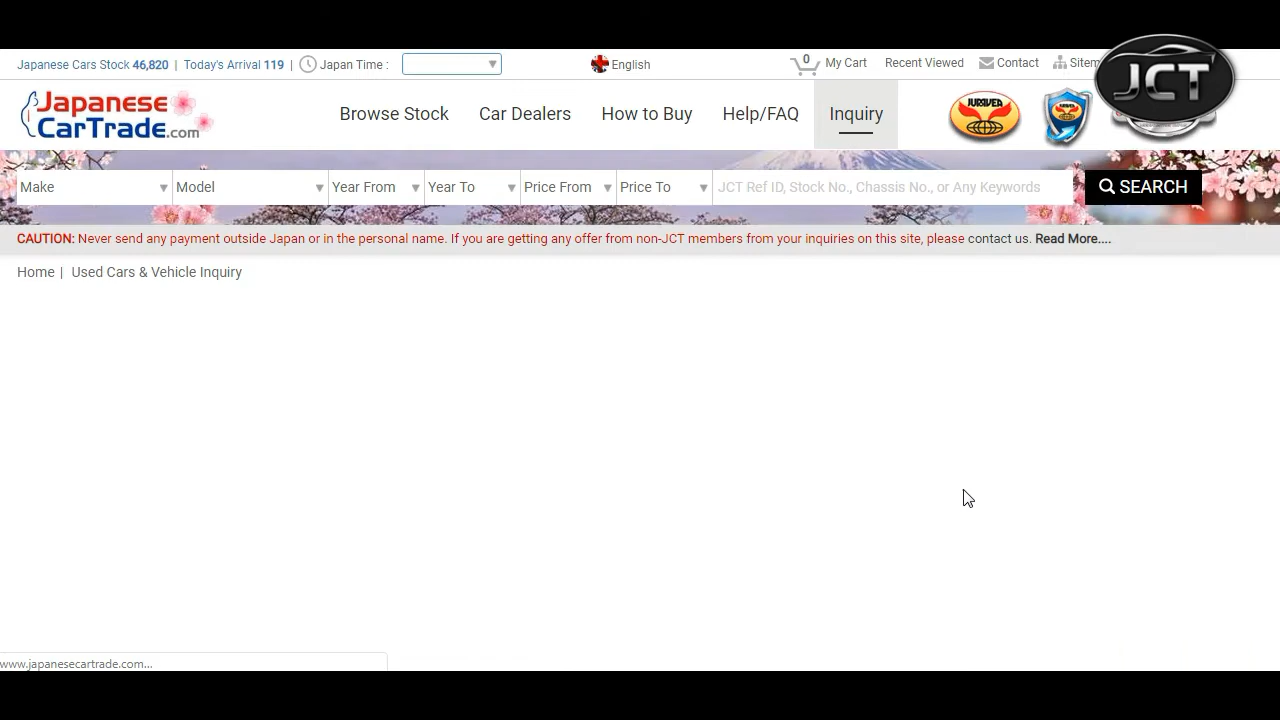 Japanese Cars Stock 46,820 | Today's Arrival 119 | Japan Time : English 0 My Cart Recent Viewed Contact Sitem
JCT
Japanese
CarTrade.com
Browse Stock Car Dealers How to Buy Help/FAQ Inquiry
JUMVEA
JUMVEA
Make Model Year From Year To Price From Price To JCT Ref ID, Stock No., Chassis No., or Any Keywords SEARCH
CAUTION: Never send any payment outside Japan or in the personal name. If you are getting any offer from non-JCT members from your inquiries on this site, please contact us. Read More....
Home | Used Cars & Vehicle Inquiry
www.japanesecartrade.com...